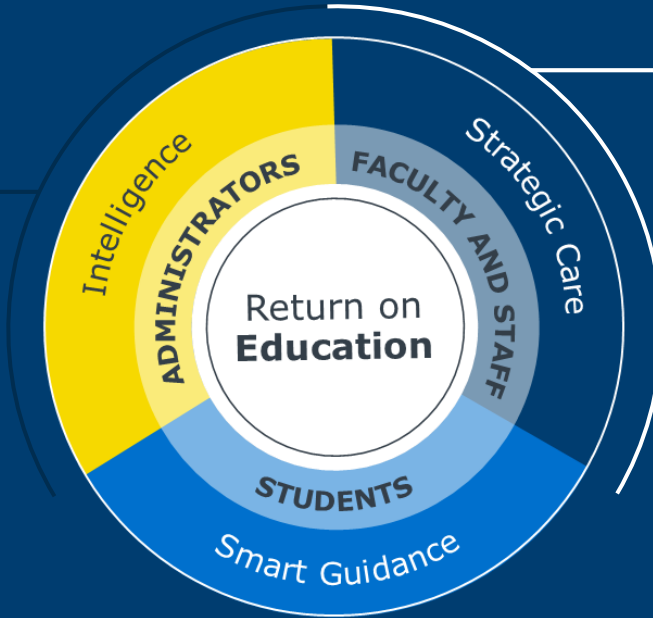 Intelligence
ADMINISTRATORS
FACULTY AND STAFF
Strategic Care
Return on
Education
STUDENTS
Smart Guidance